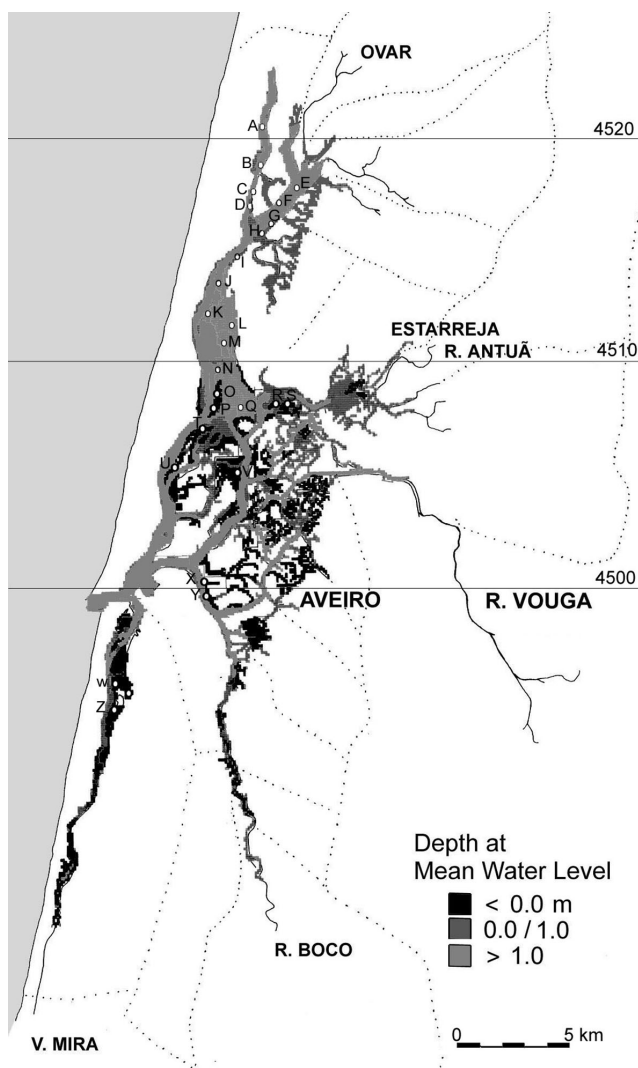 OVAR
A
4520
B
C
E
D
F
G
H
I
J
K
L
ESTARREJA
M
R. ANTUÃ
4510
N
O
R S
P
Q
T
U
V
X
4500
Y
AVEIRO
R. VOUGA
W
Z
Depth at
Mean Water Level
< 0.0 m
0.0 / 1.0
> 1.0
R. BOCO
V. MIRA
0 5 km